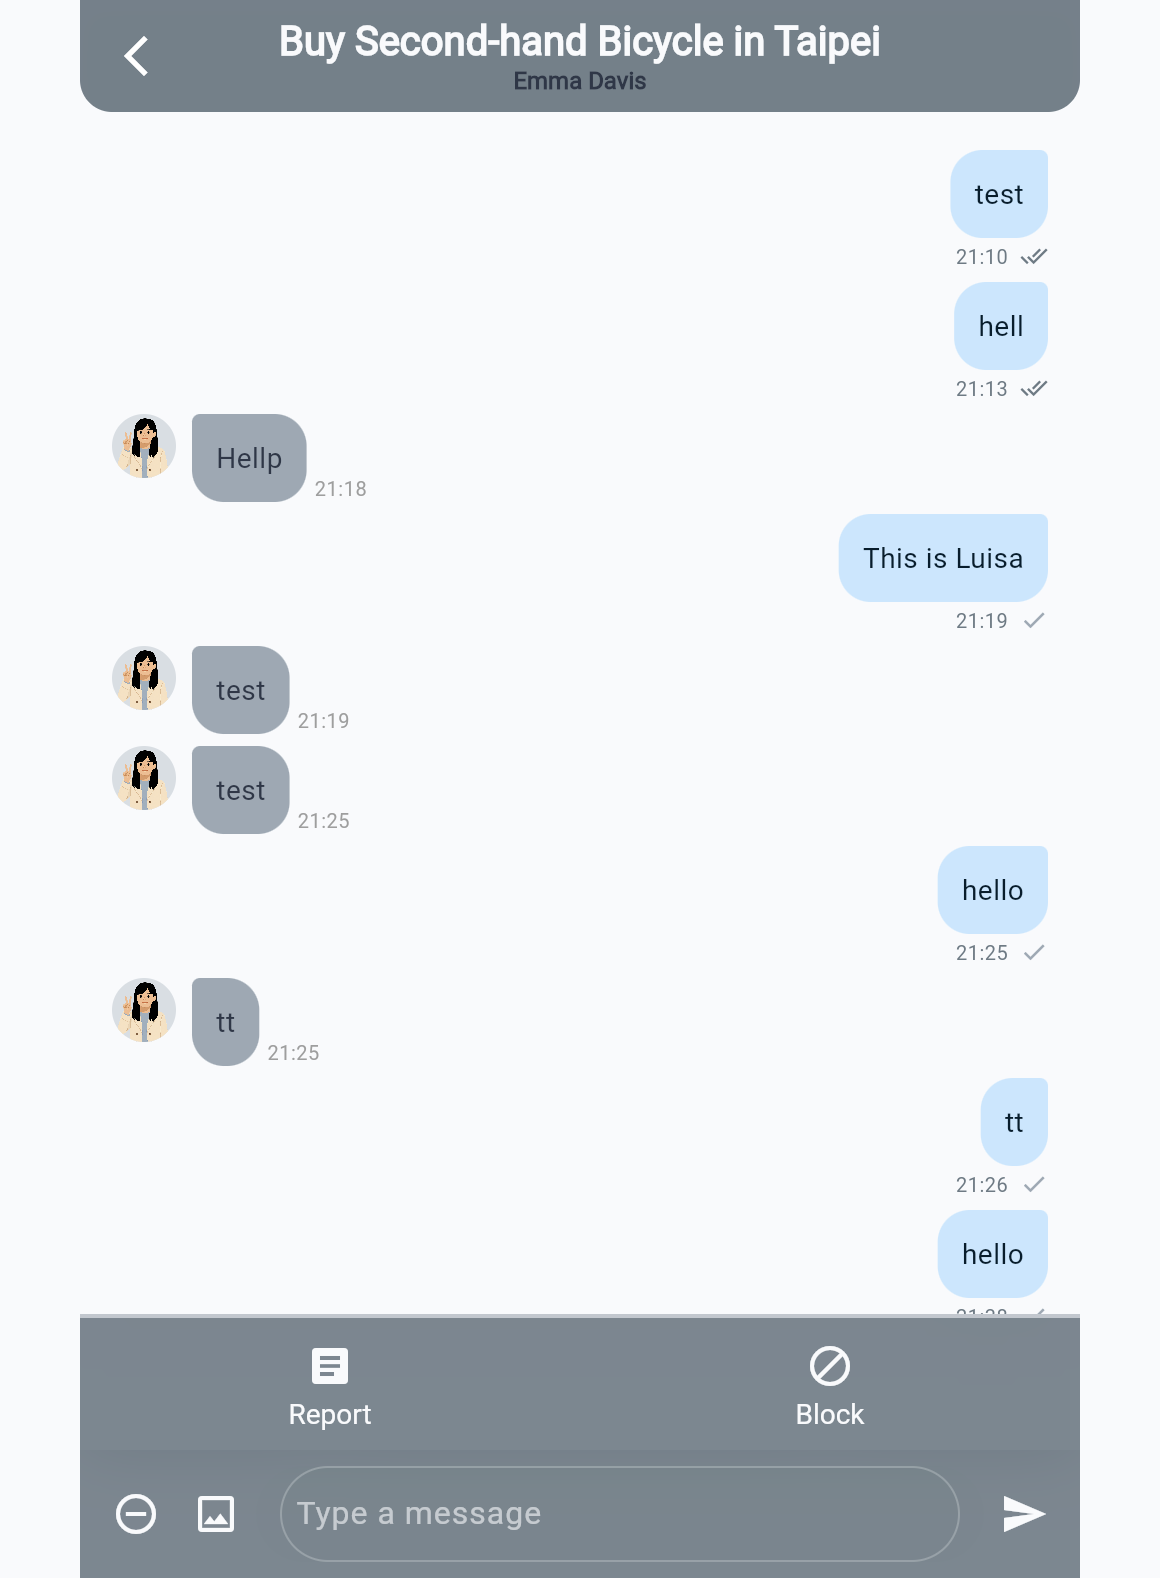 Buy Second-hand Bicycle in Taipei
Emma Davis
test
21:10
hell
21:13
Hellp
21:18
This is Luisa
21:19
test
21:19
test
21:25
hello
21:25
tt
21:25
tt
21:26
hello
Report
Block
Type a message